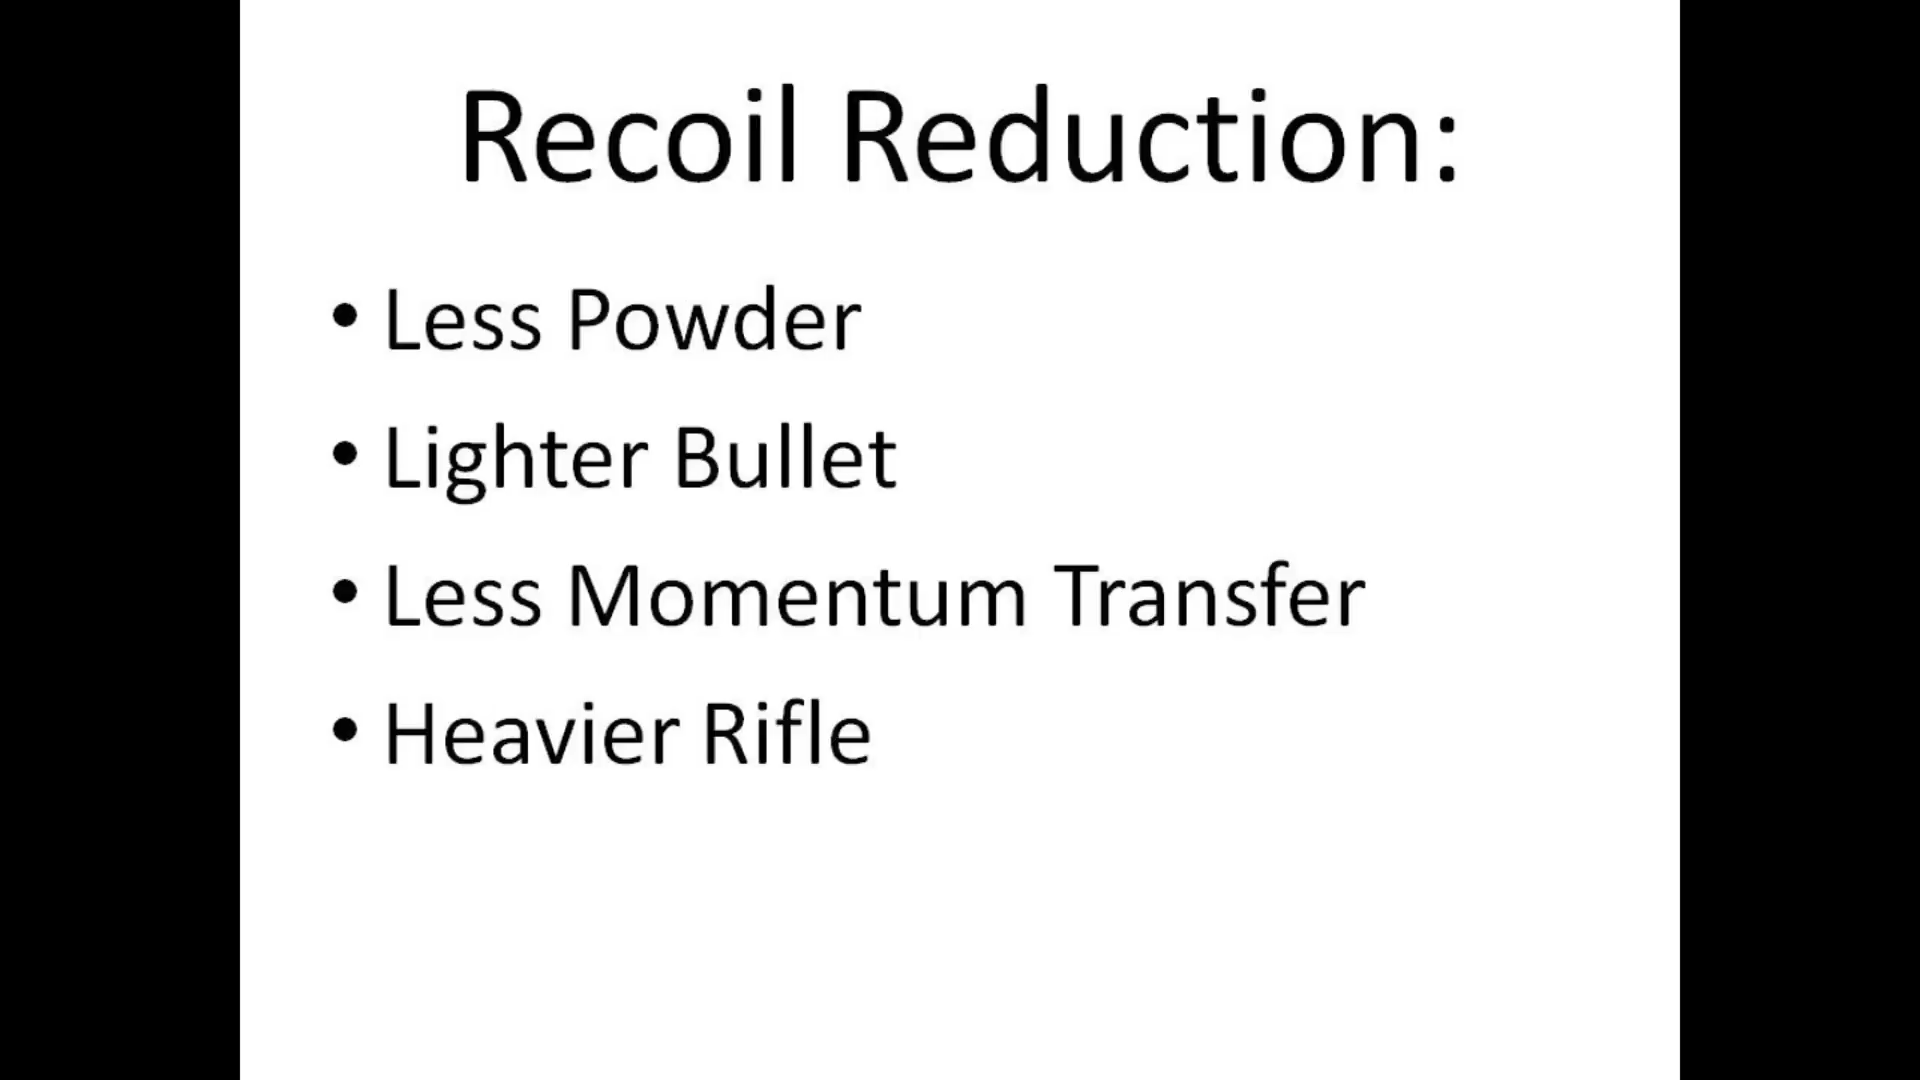 Recoil Reduction:
• Less Powder
• Lighter Bullet
• Less Momentum Transfer
• Heavier Rifle